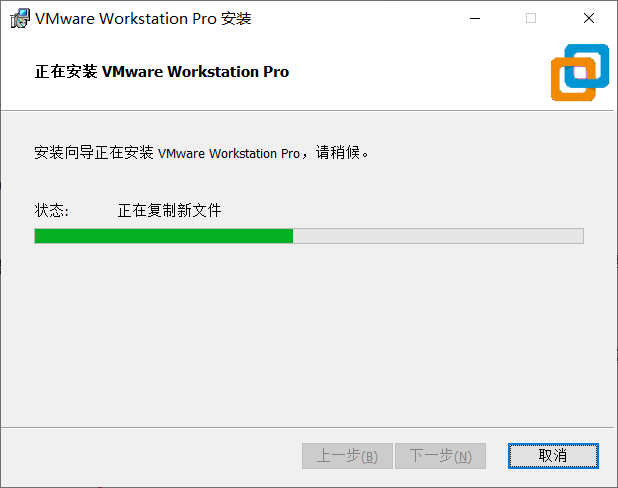 VMware Workstation Pro 安装
正在安装 VMware Workstation Pro
安装向导正在安装 VMware Workstation Pro，请稍候。
状态: 正在复制新文件
上一步(B) 下一步(N) 取消